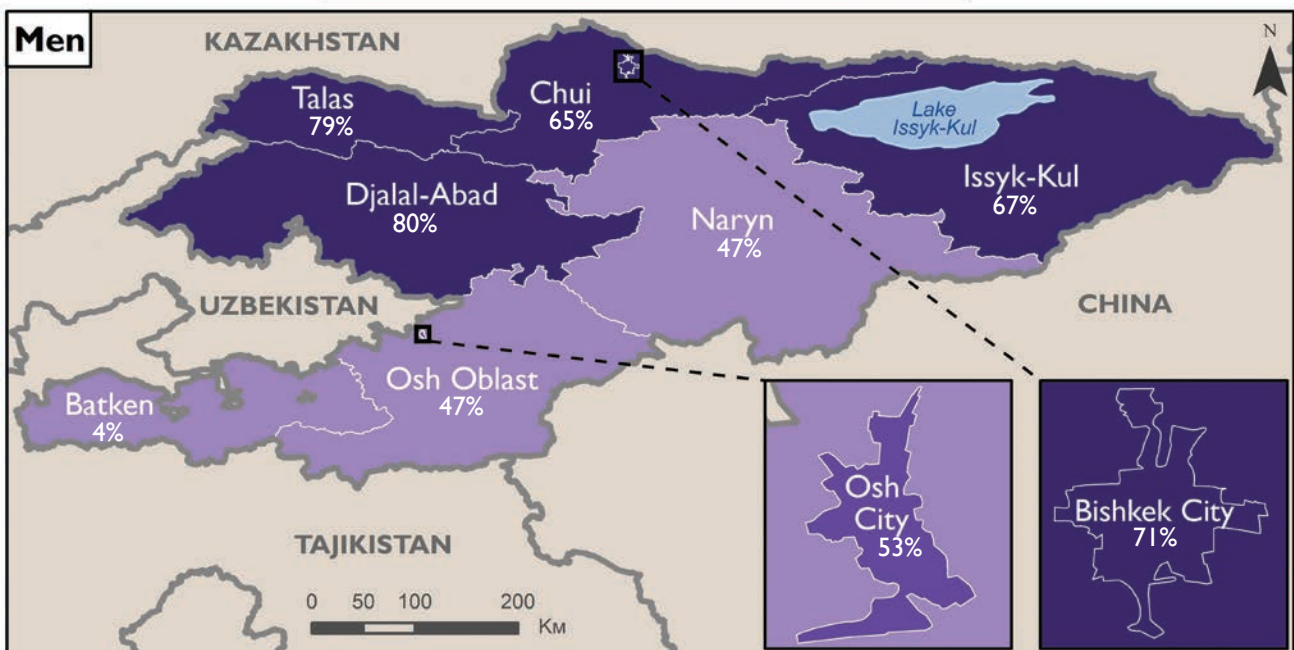 Men
KAZAKHSTAN
N
Talas
79%
Chui
65%
Lake
Issyk-Kul
Djalal-Abad
80%
Issyk-Kul
67%
Naryn
47%
UZBEKISTAN
CHINA
Osh Oblast
47%
Batken
4%
Osh
City
53%
Bishkek City
71%
TAJIKISTAN
0 50 100 200
Км